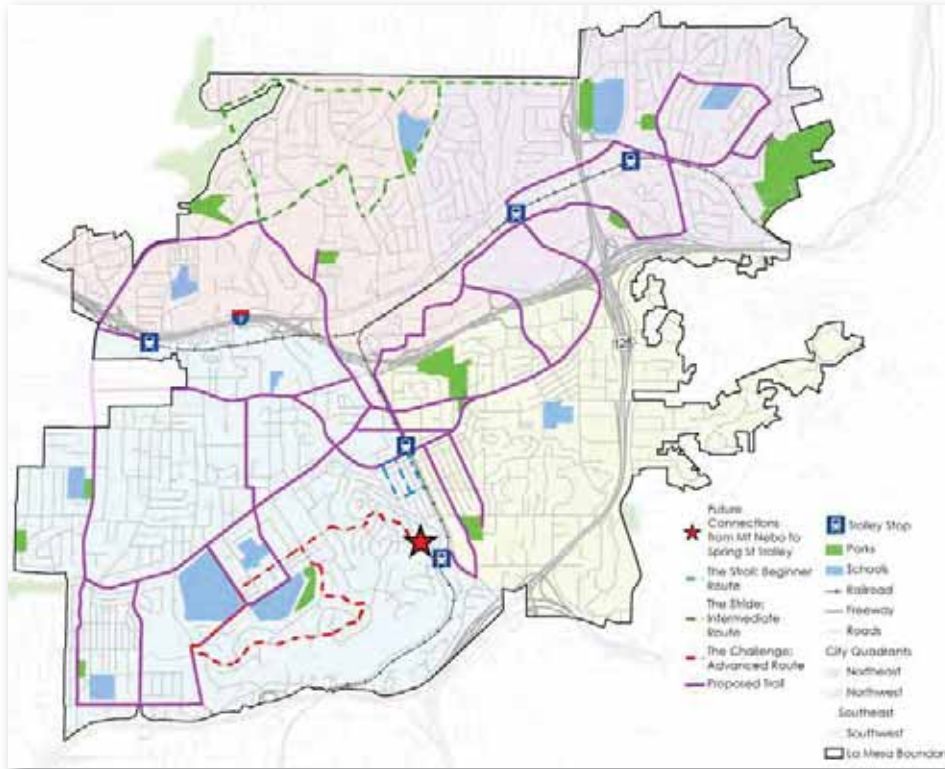 8
125
Future
Connections
from Mt Nebo to
Spring St Trolley
The Stroll: Beginner
Route
The Stride:
Intermediate
Route
The Challenge:
Advanced Route
Proposed Trail
Trolley Stop
Parks
Schools
Railroad
Freeway
Roads
City Quadrants
Northeast
Northwest
Southeast
Southwest
La Mesa Boundary